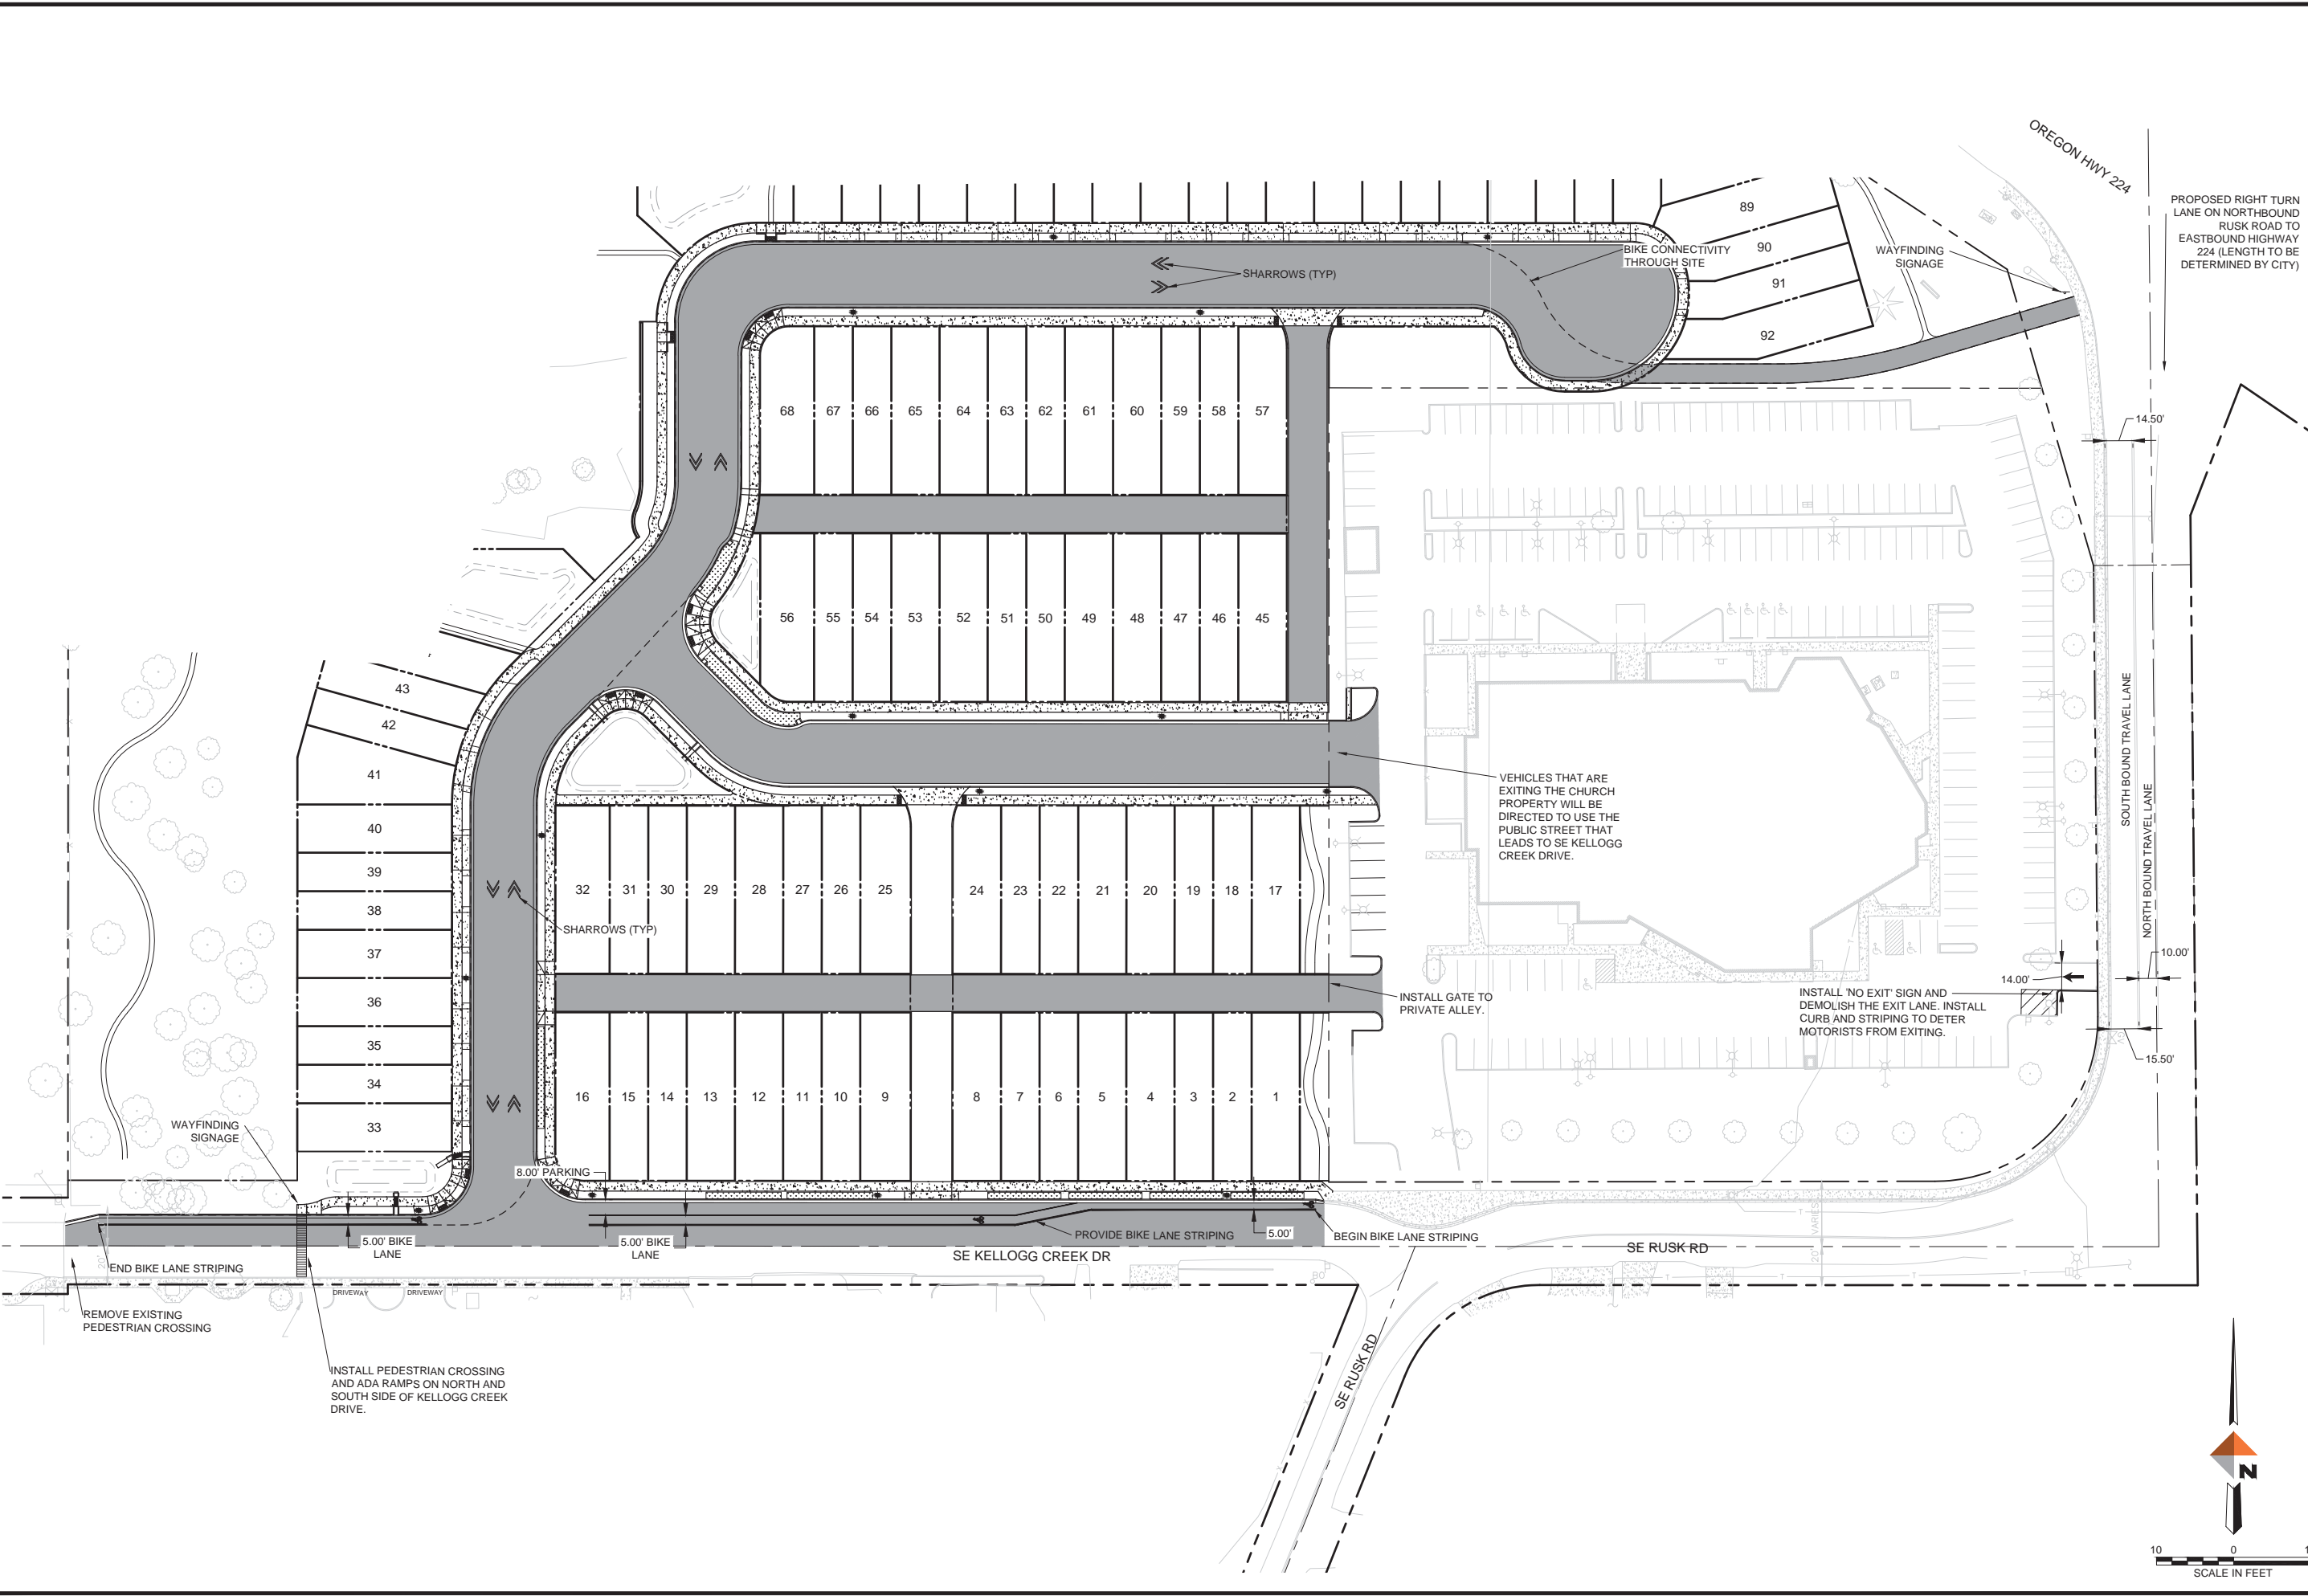 OREGON HWY 224
PROPOSED RIGHT TURN
LANE ON NORTHBOUND
RUSK ROAD TO
EASTBOUND HIGHWAY
224 (LENGTH TO BE
DETERMINED BY CITY)
89
90
91
92
BIKE CONNECTIVITY
THROUGH SITE
WAYFINDING
SIGNAGE
SHARROWS (TYP)
68 67 66 65 64 63 62 61 60 59 58 57
14.50'
56 55 54 53 52 51 50 49 48 47 46 45
43
42
41
40
39
38
37
36
35
34
33
SOUTH BOUND TRAVEL LANE
NORTH BOUND TRAVEL LANE
VEHICLES THAT ARE
EXITING THE CHURCH
PROPERTY WILL BE
DIRECTED TO USE THE
PUBLIC STREET THAT
LEADS TO SE KELLOGG
CREEK DRIVE.
32 31 30 29 28 27 26 25 24 23 22 21 20 19 18 17
SHARROWS (TYP)
10.00'
14.00'
INSTALL GATE TO
PRIVATE ALLEY.
INSTALL 'NO EXIT' SIGN AND
DEMOLISH THE EXIT LANE. INSTALL
CURB AND STRIPING TO DETER
MOTORISTS FROM EXITING.
15.50'
16 15 14 13 12 11 10 9 8 7 6 5 4 3 2 1
WAYFINDING
SIGNAGE
8.00' PARKING
5.00' BIKE
LANE
5.00' BIKE
LANE
PROVIDE BIKE LANE STRIPING
5.00'
BEGIN BIKE LANE STRIPING
20' VARIES
SE KELLOGG CREEK DR
SE RUSK RD
20'
END BIKE LANE STRIPING
DRIVEWAY
DRIVEWAY
REMOVE EXISTING
PEDESTRIAN CROSSING
INSTALL PEDESTRIAN CROSSING
AND ADA RAMPS ON NORTH AND
SOUTH SIDE OF KELLOGG CREEK
DRIVE.
SE RUSK RD
N
10 0
SCALE IN FEET